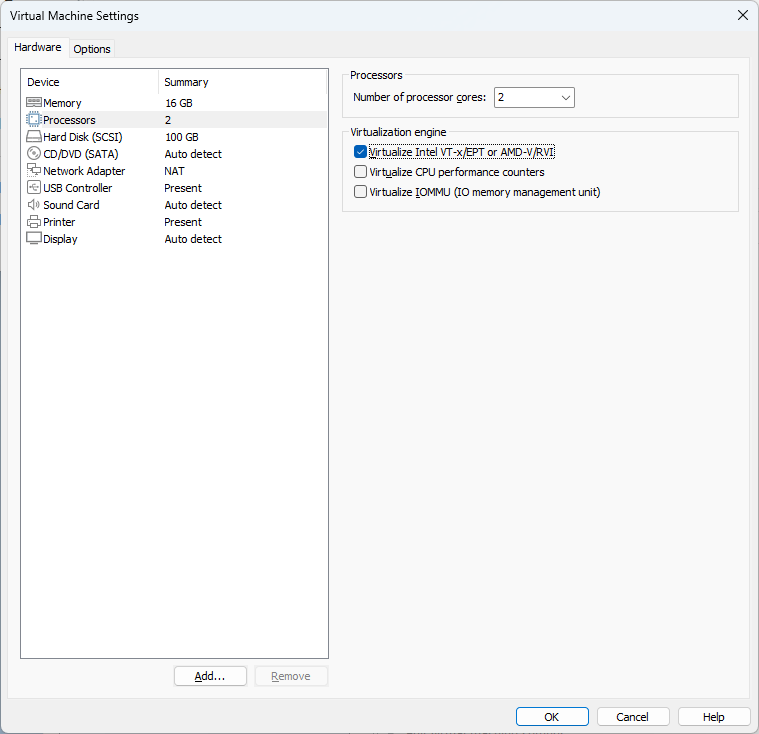 Virtual Machine Settings
Hardware Options
Device Summary
Memory 16 GB
Processors 2
Hard Disk (SCSI) 100 GB
CD/DVD (SATA) Auto detect
Network Adapter NAT
USB Controller Present
Sound Card Auto detect
Printer Present
Display Auto detect
Add... Remove
Processors
Number of processor cores: 2
Virtualization engine
Virtualize Intel VT-x/EPT or AMD-V/RVI
Virtualize CPU performance counters
Virtualize IOMMU (IO memory management unit)
OK Cancel Help